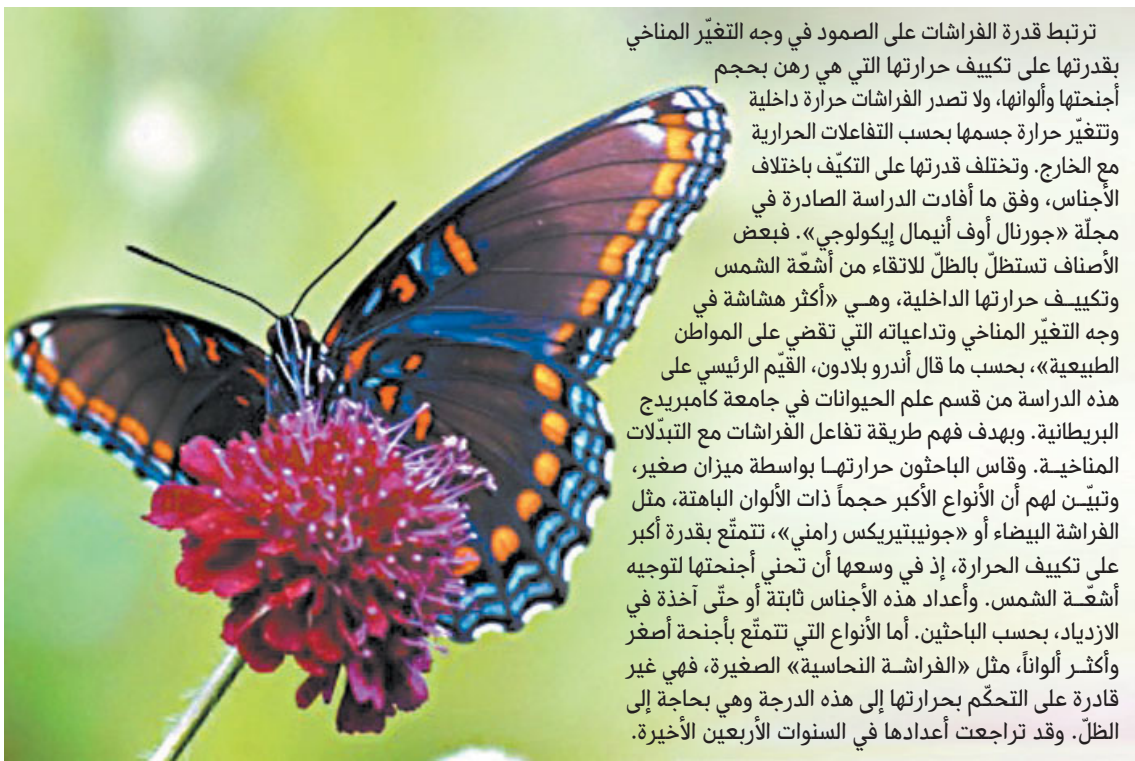 ترتبط قدرة الفراشات على الصمود في وجه التغيّر المناخي
بقدرتها على تكييف حرارتها التي هي رهن بحجم
أجنحتها وألوانها، ولا تصدر الفراشات حرارة داخلية
وتتغيّر حرارة جسمها بحسب التفاعلات الحرارية
مع الخارج. وتختلف قدرتها على التكيّف باختلاف
الأجناس، وفق ما أفادت الدراسة الصادرة في
مجلّة «جورنال أوف أنيمال إيكولوجي». فبعض
الأصناف تستظلّ بالظلّ للاتقاء من أشعّة الشمس
وتكييف حرارتها الداخلية، وهي «أكثر هشاشة في
وجه التغيّر المناخي وتداعياته التي تقضي على المواطن
الطبيعية»، بحسب ما قال أندرو بلادون، القيّم الرئيسي على
هذه الدراسة من قسم علم الحيوانات في جامعة كامبريدج
البريطانية. وبهدف فهم طريقة تفاعل الفراشات مع التبدّلات
المناخية. وقاس الباحثون حرارتها بواسطة ميزان صغير،
وتبيّن لهم أن الأنواع الأكبر حجماً ذات الألوان الباهتة، مثل
الفراشة البيضاء أو «جونيبتيريكس رامني»، تتمتّع بقدرة أكبر
على تكييف الحرارة، إذ في وسعها أن تحني أجنحتها لتوجيه
أشعّة الشمس. وأعداد هذه الأجناس ثابتة أو حتّى آخذة في
الازدياد، بحسب الباحثين. أما الأنواع التي تتمتّع بأجنحة أصغر
وأكثر ألواناً، مثل «الفراشة النحاسية» الصغيرة، فهي غير
قادرة على التحكّم بحرارتها إلى هذه الدرجة وهي بحاجة إلى
الظلّ. وقد تراجعت أعدادها في السنوات الأربعين الأخيرة.